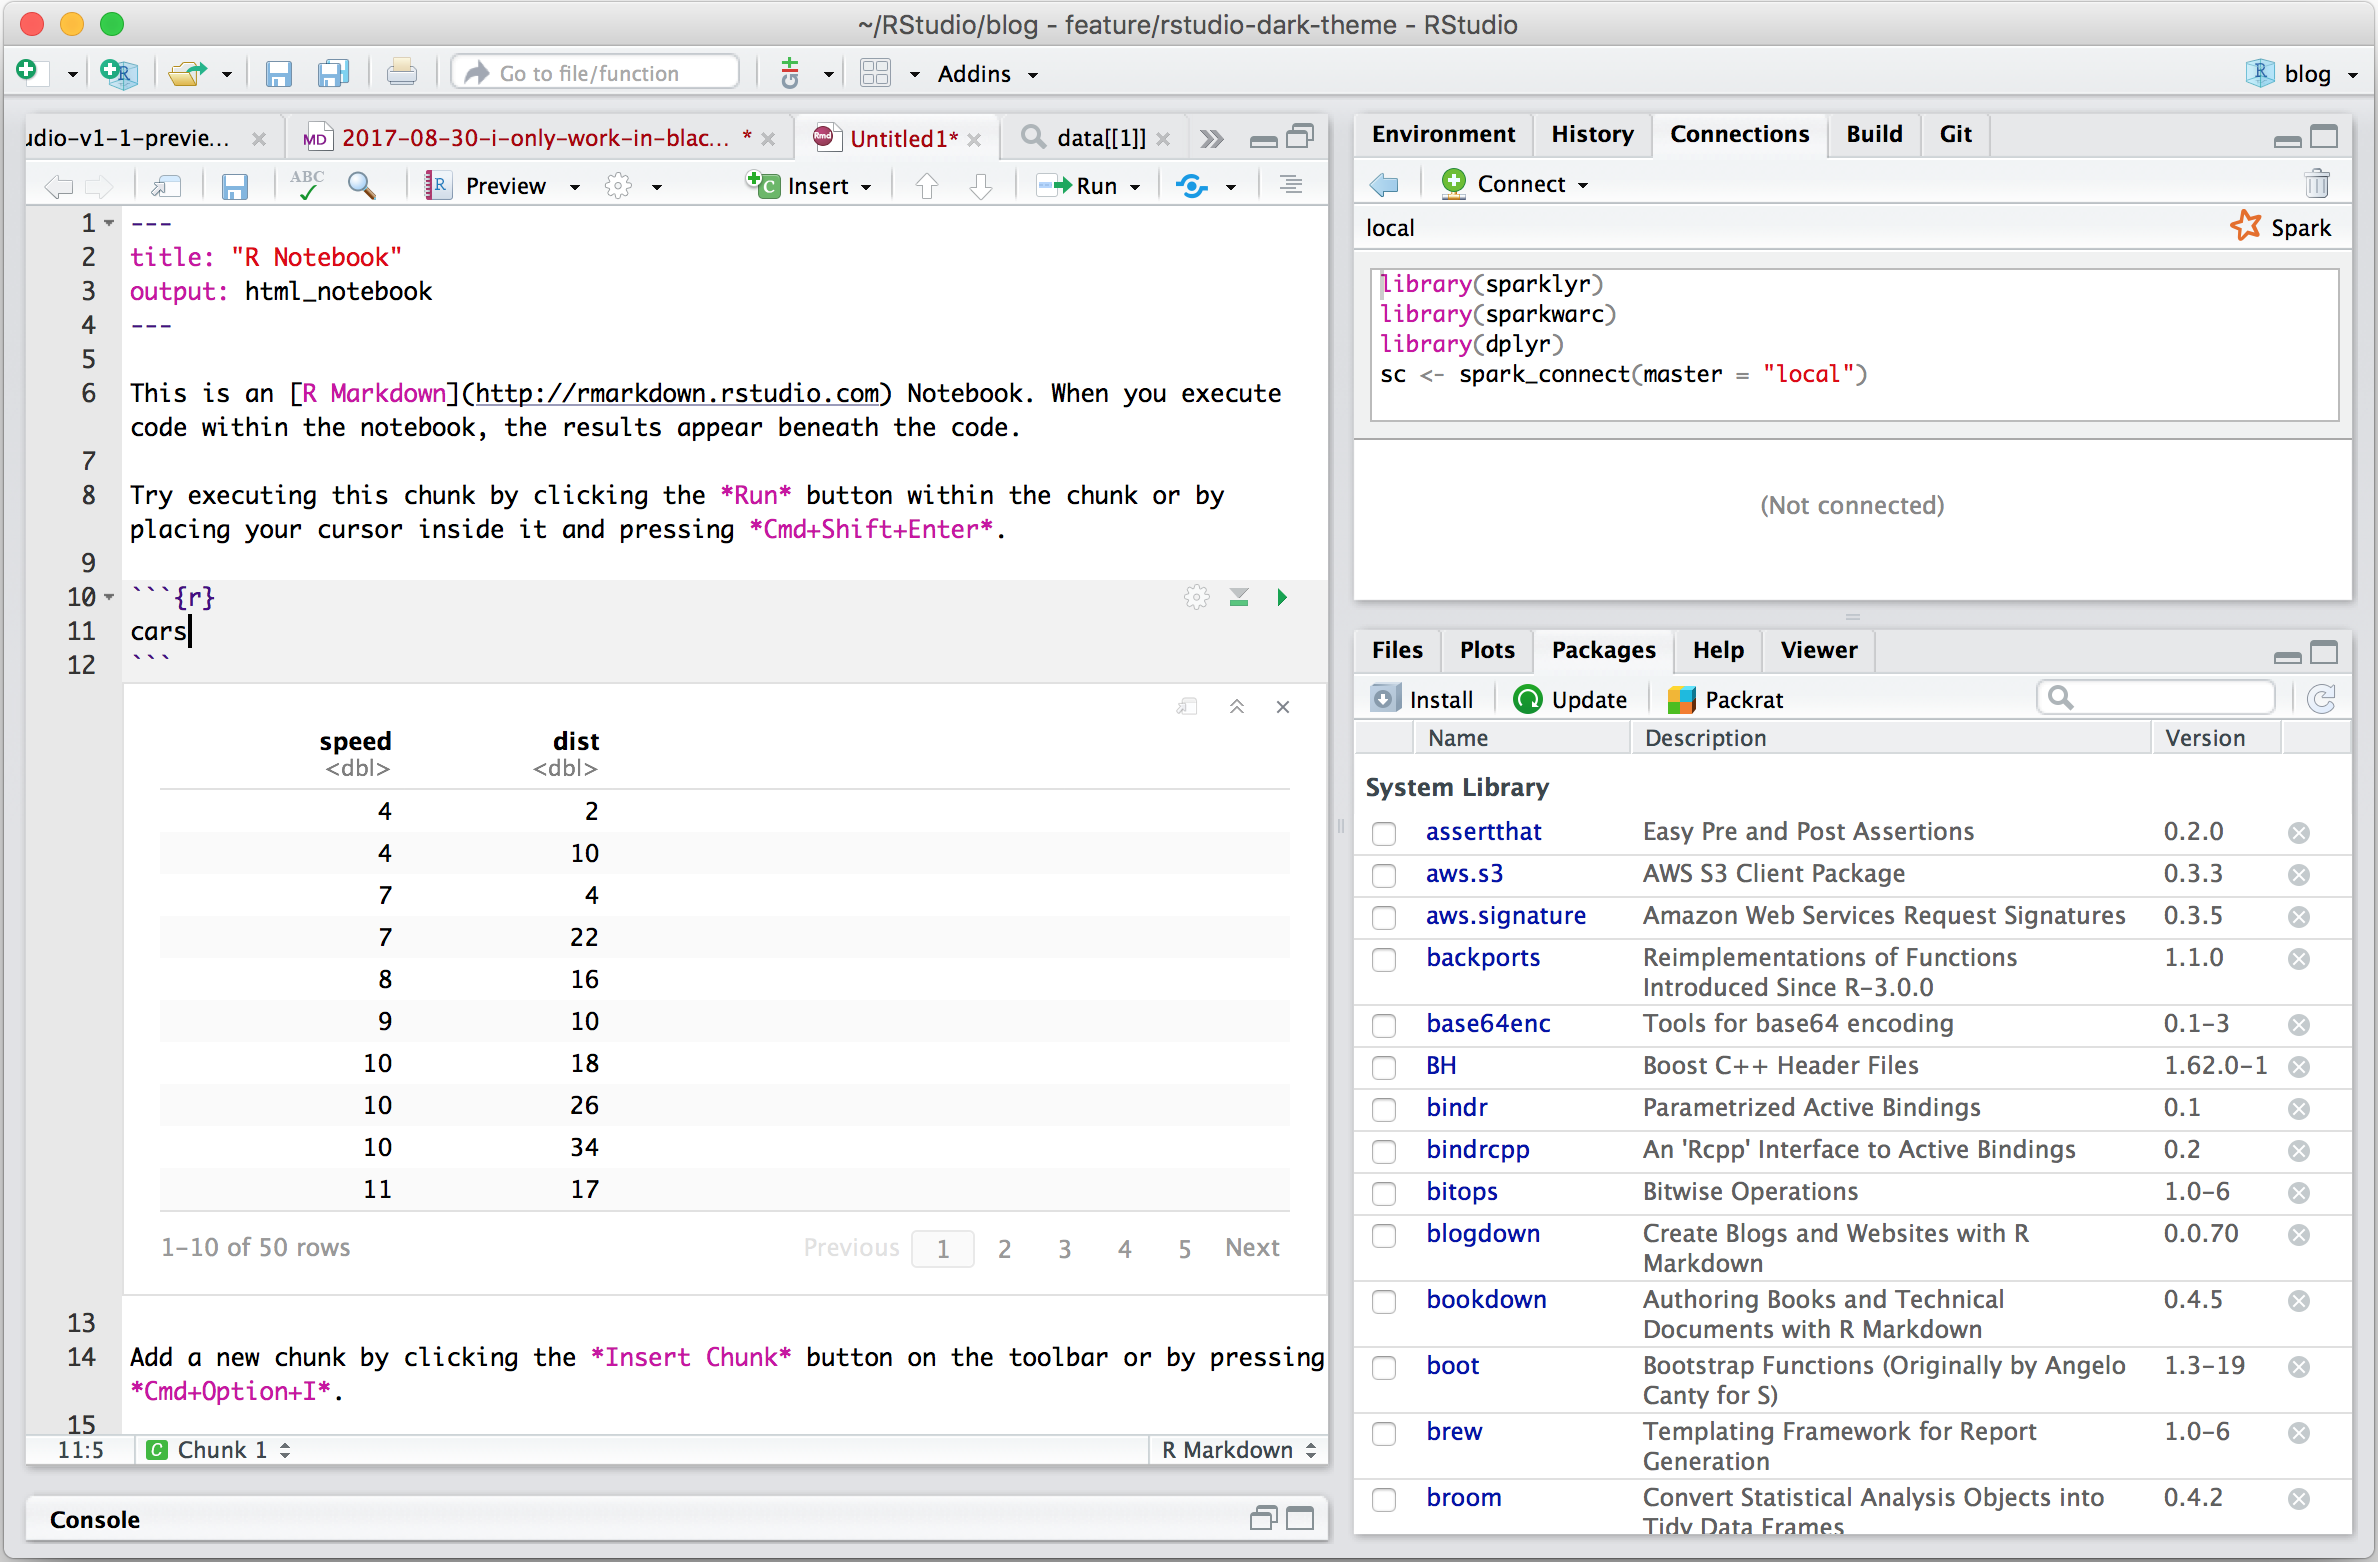 ~/RStudio/blog - feature/rstudio-dark-theme - RStudio
Go to file/function
Addins
blog
udio-v1-1-previe...
MD 2017-08-30-i-only-work-in-blac... *
Rmd Untitled1*
data[[1]]
ABC
Preview
Insert
Run
1 ---
2 title: "R Notebook"
3 output: html_notebook
4 ---
5
6 This is an [R Markdown](http://rmarkdown.rstudio.com) Notebook. When you execute
code within the notebook, the results appear beneath the code.
7
8 Try executing this chunk by clicking the *Run* button within the chunk or by
placing your cursor inside it and pressing *Cmd+Shift+Enter*.
9
10 ```{r}
11 cars
12 ```
speed dist
<dbl> <dbl>
4 2
4 10
7 4
7 22
8 16
9 10
10 18
10 26
10 34
11 17
1-10 of 50 rows Previous 1 2 3 4 5 Next
13
14 Add a new chunk by clicking the *Insert Chunk* button on the toolbar or by pressing
*Cmd+Option+I*.
15
11:5 C Chunk 1 R Markdown
Console
Environment History Connections Build Git
Connect
local Spark
library(sparklyr)
library(sparkwarc)
library(dplyr)
sc <- spark_connect(master = "local")
(Not connected)
Files Plots Packages Help Viewer
Install Update Packrat
Name Description Version
System Library
assertthat Easy Pre and Post Assertions 0.2.0
aws.s3 AWS S3 Client Package 0.3.3
aws.signature Amazon Web Services Request Signatures 0.3.5
backports Reimplementations of Functions 1.1.0
Introduced Since R-3.0.0
base64enc Tools for base64 encoding 0.1-3
BH Boost C++ Header Files 1.62.0-1
bindr Parametrized Active Bindings 0.1
bindrcpp An 'Rcpp' Interface to Active Bindings 0.2
bitops Bitwise Operations 1.0-6
blogdown Create Blogs and Websites with R 0.0.70
Markdown
bookdown Authoring Books and Technical 0.4.5
Documents with R Markdown
boot Bootstrap Functions (Originally by Angelo 1.3-19
Canty for S)
brew Templating Framework for Report 1.0-6
Generation
broom Convert Statistical Analysis Objects into 0.4.2
Tidy Data Frames